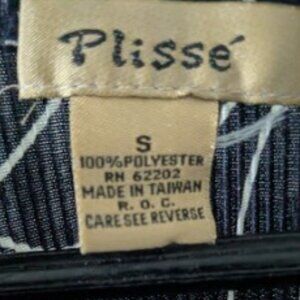 Plissé
S
100% POLYESTER
RN 62202
MADE IN TAIWAN
R. O. C.
CARE SEE REVERSE